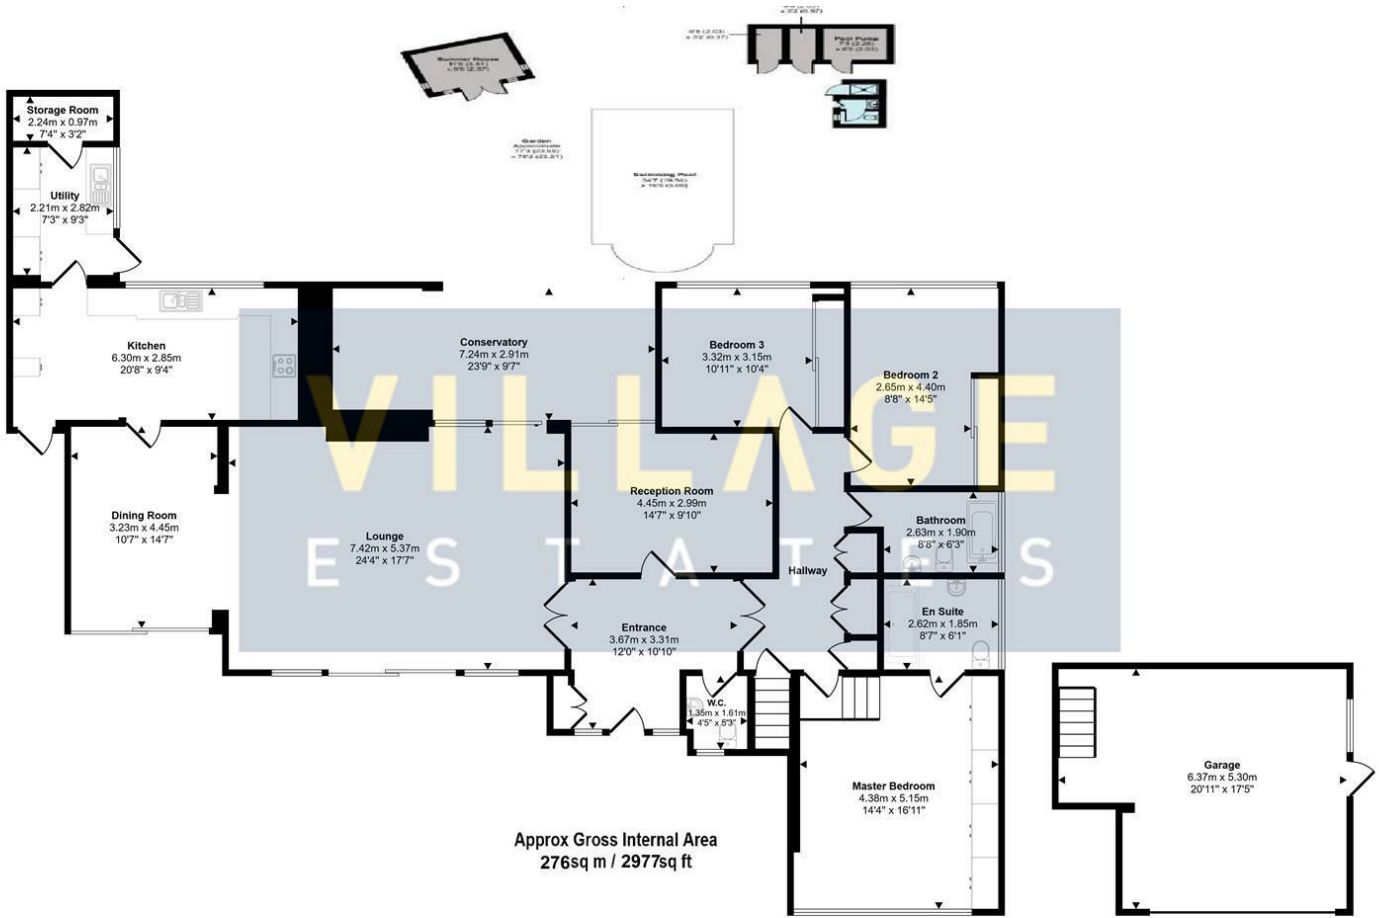 Summer House
Pool Pump
Storage Room
2.24m x 0.97m
7'4" x 3'2"
Garden
Approximate
Utility
2.21m x 2.82m
7'3" x 9'3"
Swimming Pool
Kitchen
6.30m x 2.85m
20'8" x 9'4"
Conservatory
7.24m x 2.91m
23'9" x 9'7"
Bedroom 3
3.32m x 3.15m
10'11" x 10'4"
Bedroom 2
2.65m x 4.40m
8'8" x 14'5"
VILLAGE
ESTATES
Dining Room
3.23m x 4.45m
10'7" x 14'7"
Lounge
7.42m x 5.37m
24'4" x 17'7"
Reception Room
4.45m x 2.99m
14'7" x 9'10"
Bathroom
2.63m x 1.90m
8'8" x 6'3"
Hallway
Entrance
3.67m x 3.31m
12'0" x 10'10"
En Suite
2.62m x 1.85m
8'7" x 6'1"
W.C.
1.35m x 1.61m
4'5" x 5'3"
Master Bedroom
4.38m x 5.15m
14'4" x 16'11"
Garage
6.37m x 5.30m
20'11" x 17'5"
Approx Gross Internal Area
276sq m / 2977sq ft